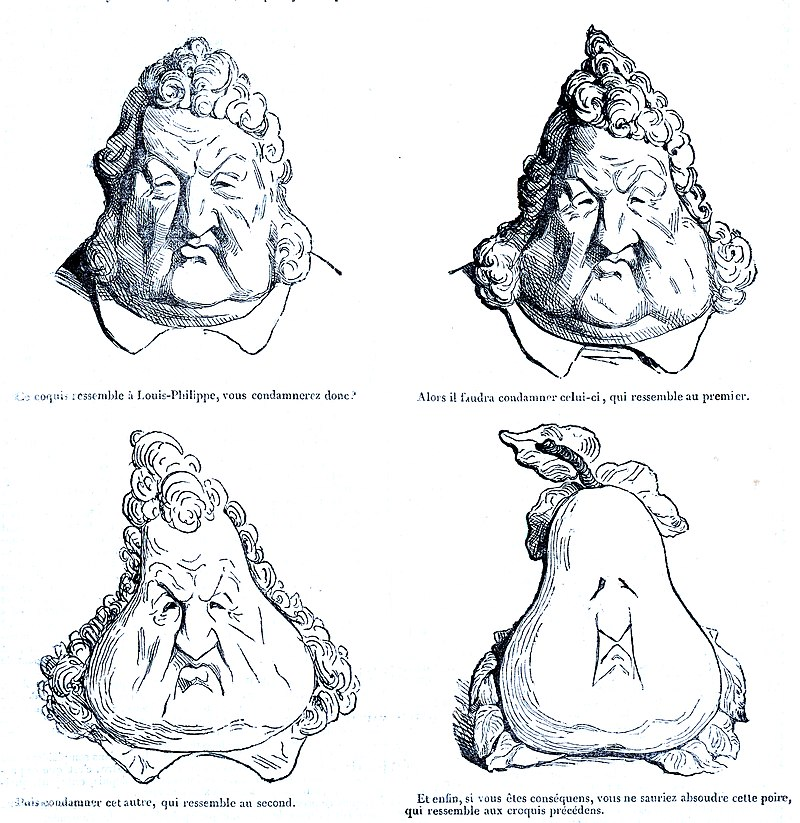 coquis ressemble à Louis-Philippe, vous condamnerez donc?
Alors il faudra condamner celui-ci, qui ressemble au premier.
Puis condamner cet autre, qui ressemble au second.
Et enfin, si vous êtes conséquens, vous ne sauriez absoudre cette poire,
qui ressemble aux croquis précédens.